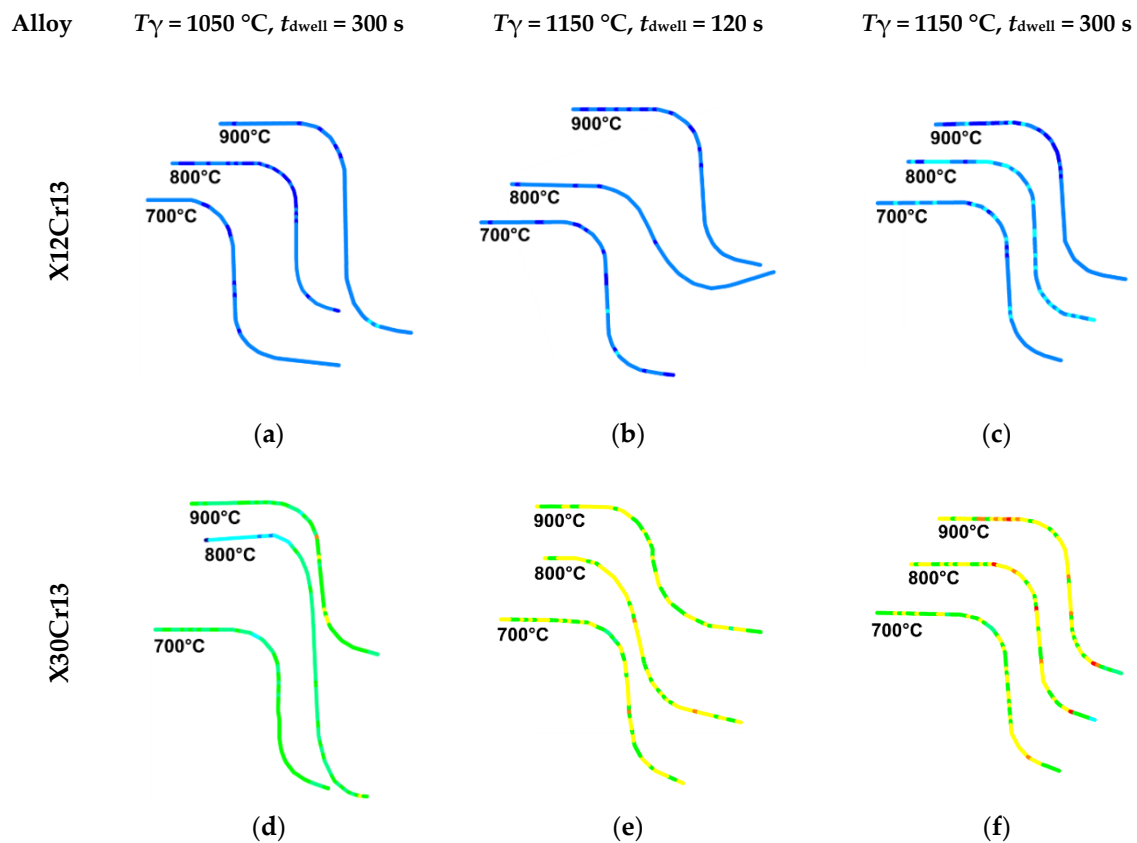 Alloy Tγ = 1050 °C, tdwell = 300 s Tγ = 1150 °C, tdwell = 120 s Tγ = 1150 °C, tdwell = 300 s
X12Cr13
900°C
800°C
700°C
(a)
900°C
800°C
700°C
(b)
900°C
800°C
700°C
(c)
X30Cr13
900°C
800°C
700°C
(d)
900°C
800°C
700°C
(e)
900°C
800°C
700°C
(f)